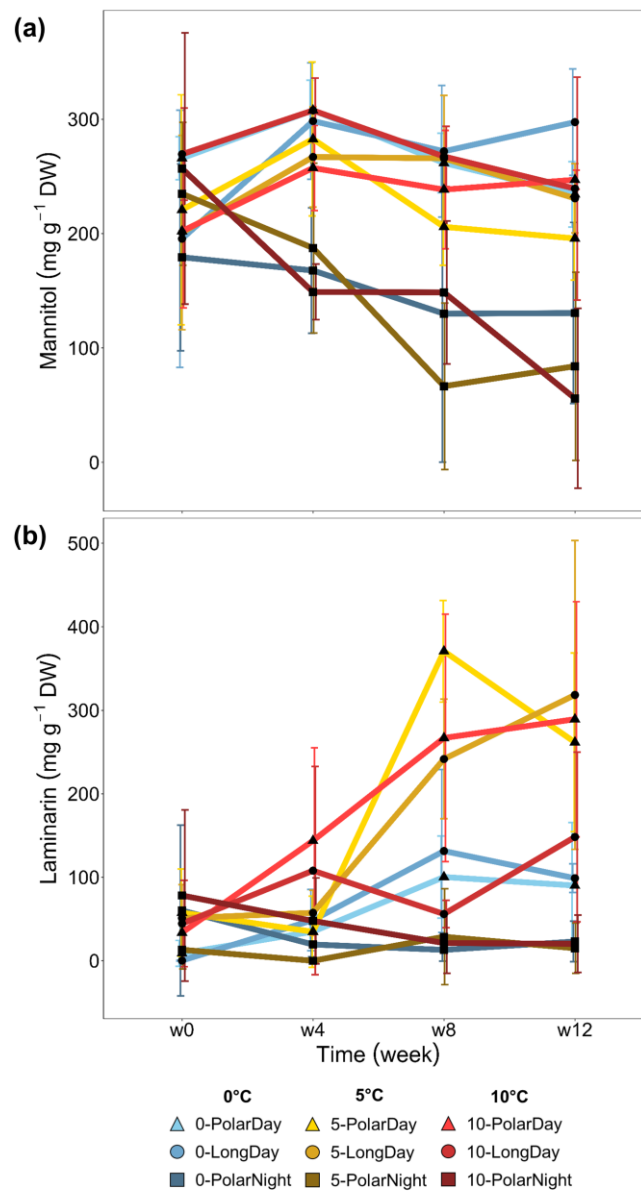 (a)
Mannitol (mg g⁻¹ DW)
300
200
100
0
(b)
Laminarin (mg g⁻¹ DW)
500
400
300
200
100
0
w0 w4 w8 w12
Time (week)
0°C 5°C 10°C
0-PolarDay 5-PolarDay 10-PolarDay
0-LongDay 5-LongDay 10-LongDay
0-PolarNight 5-PolarNight 10-PolarNight